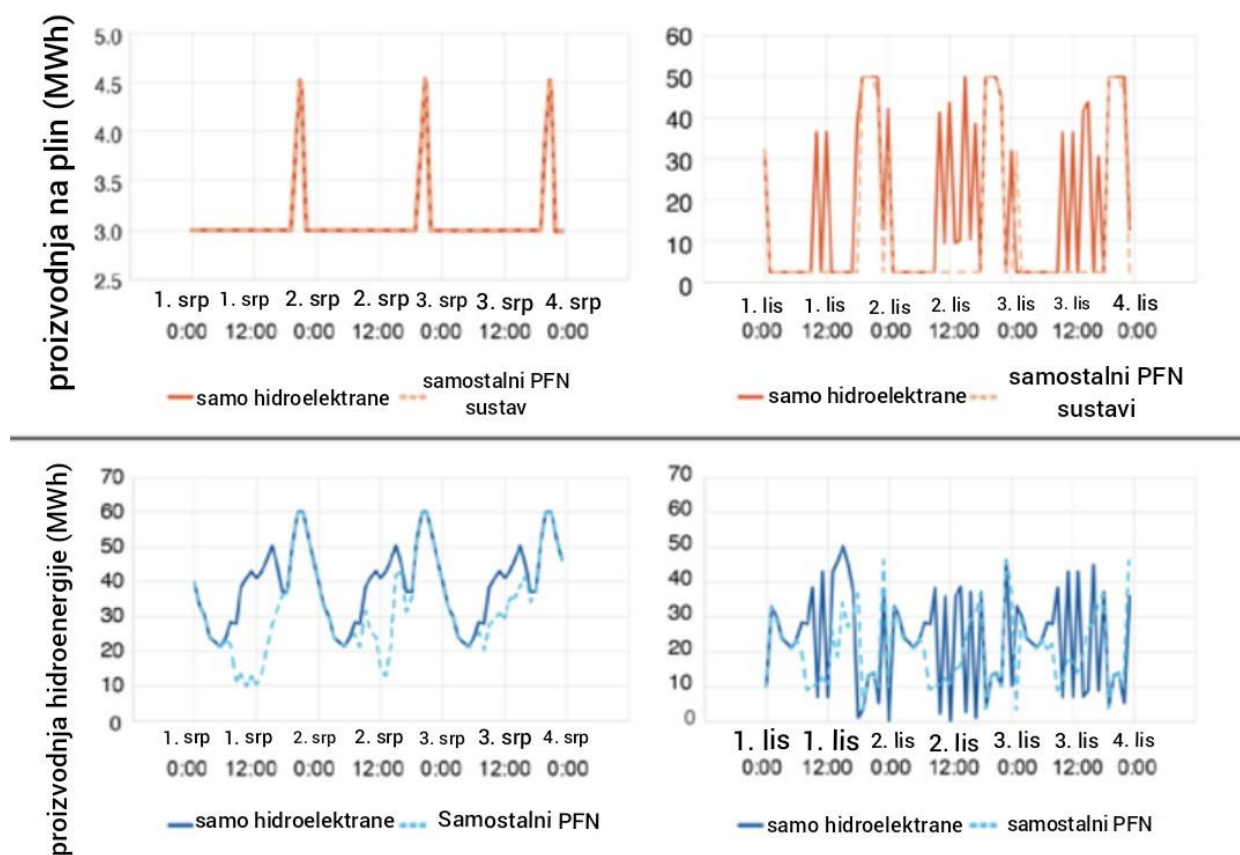 proizvodnja na plin (MWh)
5.0
4.5
4.0
3.5
3.0
2.5
1. srp 1. srp 2. srp 2. srp 3. srp 3. srp 4. srp
0:00 12:00 0:00 12:00 0:00 12:00 0:00
samo hidroelektrane samostalni PFN
sustav
60
50
40
30
20
10
0
1. lis 1. lis 2. lis 2. lis 3. lis 3. lis 4. lis
0:00 12:00 0:00 12:00 0:00 12:00 0:00
samo hidroelektrane samostalni PFN
sustavi
proizvodnja hidroenergije (MWh)
70
60
50
40
30
20
10
0
1. srp 1. srp 2. srp 2. srp 3. srp 3. srp 4. srp
0:00 12:00 0:00 12:00 0:00 12:00 0:00
samo hidroelektrane Samostalni PFN
70
60
50
40
30
20
10
0
1. lis 1. lis 2. lis 2. lis 3. lis 3. lis 4. lis
0:00 12:00 0:00 12:00 0:00 12:00 0:00
samo hidroelektrane samostalni PFN